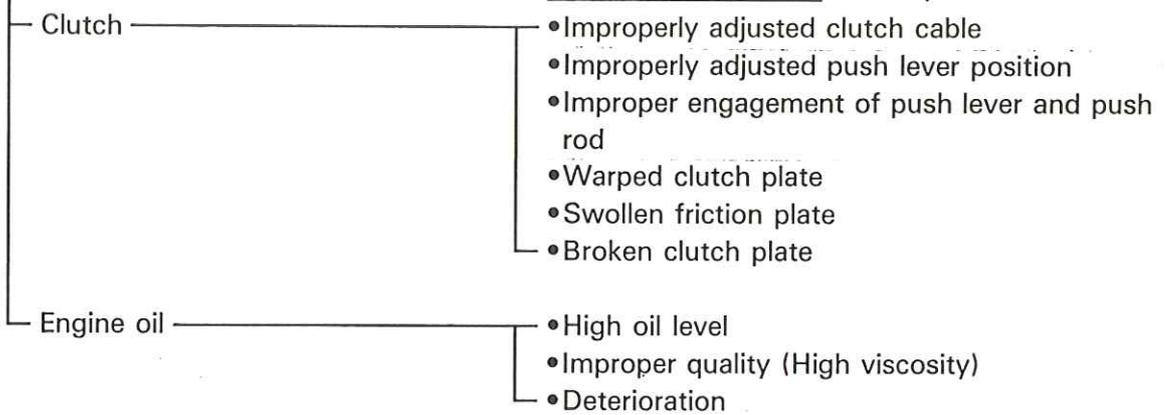 Clutch
•Improperly adjusted clutch cable
•Improperly adjusted push lever position
•Improper engagement of push lever and push
rod
•Warped clutch plate
•Swollen friction plate
•Broken clutch plate
Engine oil
•High oil level
•Improper quality (High viscosity)
•Deterioration